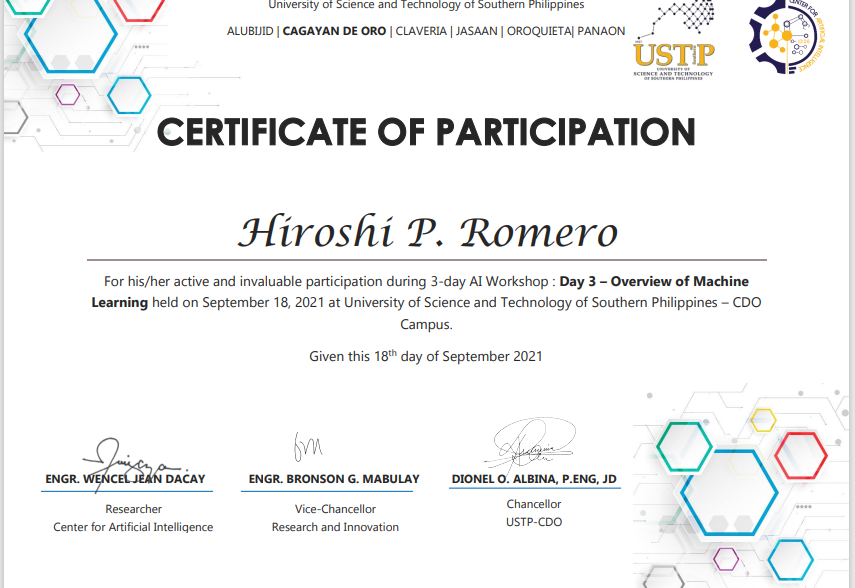 University of Science and Technology of Southern Philippines
ALUBIJID | CAGAYAN DE ORO | CLAVERIA | JASAAN | OROQUIETA| PANAON
USTP
UNIVERSITY OF
SCIENCE AND TECHNOLOGY
OF SOUTHERN PHILIPPINES
CENTER FOR ARTIFICIAL INTELLIGENCE
CERTIFICATE OF PARTICIPATION
Hiroshi P. Romero
For his/her active and invaluable participation during 3-day AI Workshop : Day 3 – Overview of Machine
Learning held on September 18, 2021 at University of Science and Technology of Southern Philippines – CDO
Campus.
Given this 18th day of September 2021
ENGR. WENCEL JEAN DACAY
Researcher
Center for Artificial Intelligence
ENGR. BRONSON G. MABULAY
Vice-Chancellor
Research and Innovation
DIONEL O. ALBINA, P.ENG, JD
Chancellor
USTP-CDO